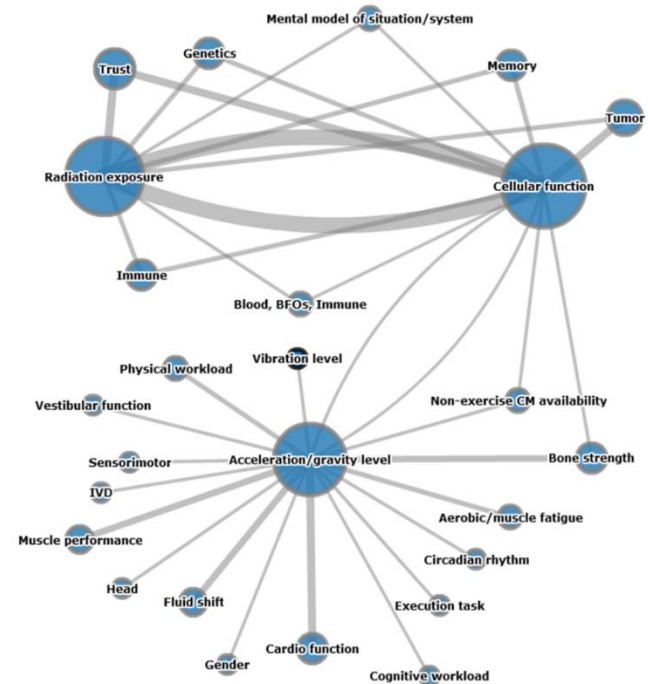 Mental model of situation/system
Genetics
Trust
Memory
Tumor
Radiation exposure
Cellular function
Immune
Blood, BFOs, Immune
Vibration level
Physical workload
Vestibular function
Non-exercise CM availability
Sensorimotor
Acceleration/gravity level
Bone strength
IVD
Aerobic/muscle fatigue
Muscle performance
Circadian rhythm
Head
Fluid shift
Execution task
Cardio function
Gender
Cognitive workload